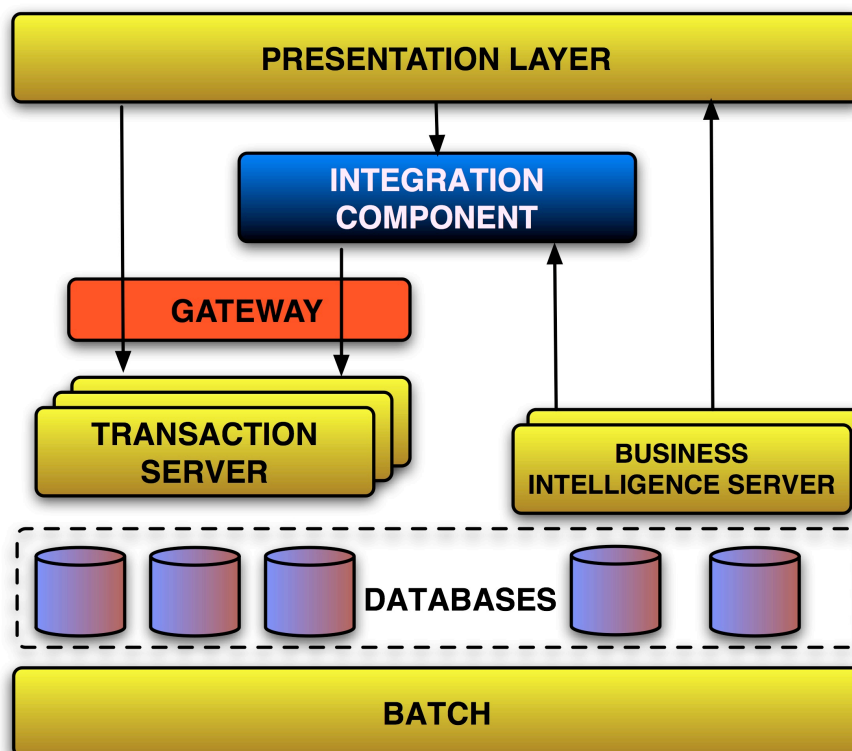 PRESENTATION LAYER
INTEGRATION
COMPONENT
GATEWAY
TRANSACTION
SERVER
BUSINESS
INTELLIGENCE SERVER
DATABASES
BATCH